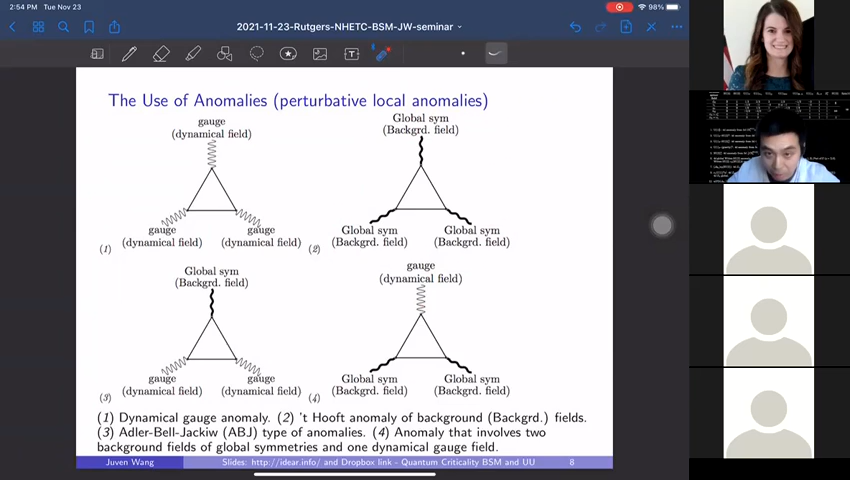 2:54 PM Tue Nov 23
98%
2021-11-23-Rutgers-NHETC-BSM-JW-seminar
The Use of Anomalies (perturbative local anomalies)
gauge
(dynamical field)
gauge
(dynamical field)
gauge
(dynamical field)
(1)
Global sym
(Backgrd. field)
Global sym
(Backgrd. field)
Global sym
(Backgrd. field)
(2)
Global sym
(Backgrd. field)
gauge
(dynamical field)
gauge
(dynamical field)
(3)
gauge
(dynamical field)
Global sym
(Backgrd. field)
Global sym
(Backgrd. field)
(4)
(1) Dynamical gauge anomaly. (2) 't Hooft anomaly of background (Backgrd.) fields.
(3) Adler-Bell-Jackiw (ABJ) type of anomalies. (4) Anomaly that involves two
background fields of global symmetries and one dynamical gauge field.
Juven Wang
Slides: http://idear.info/ and Dropbox link - Quantum Criticality BSM and UU
8